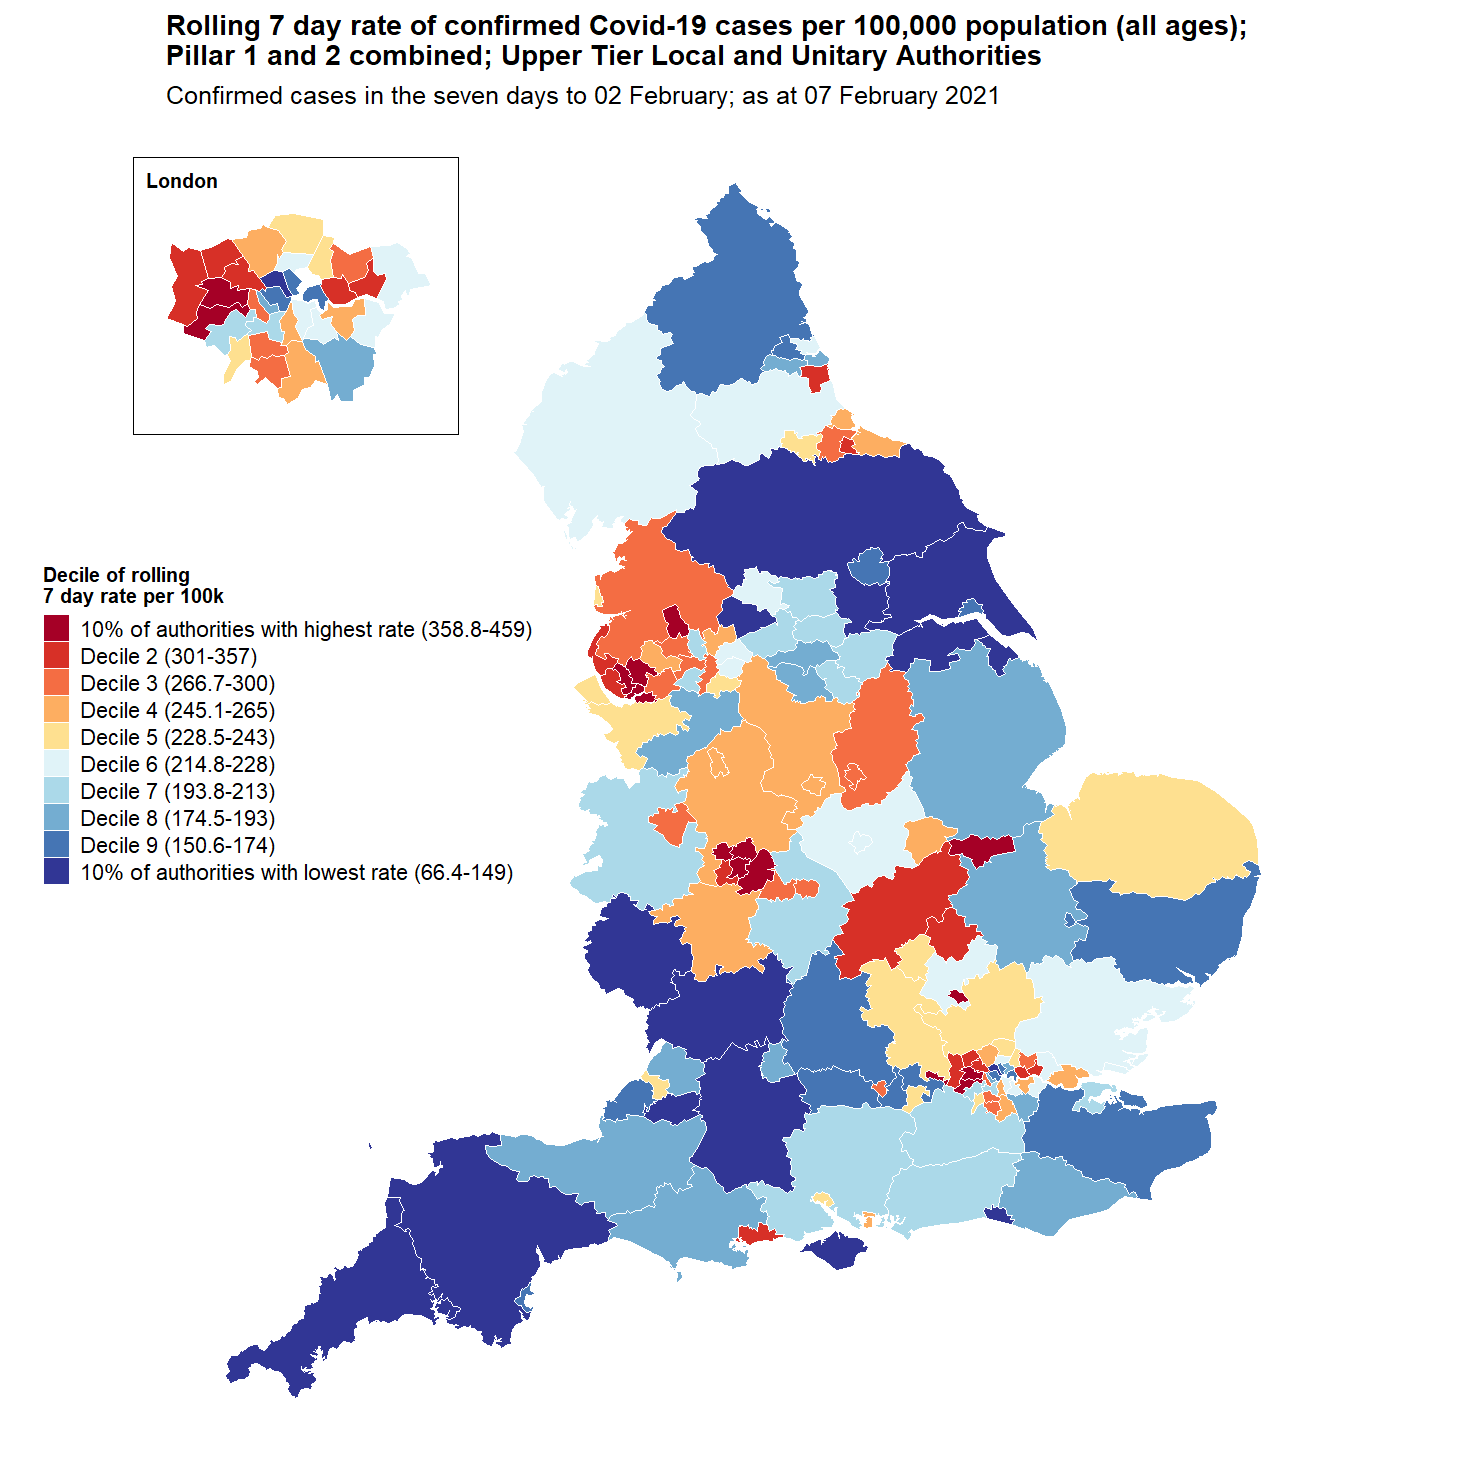 Rolling 7 day rate of confirmed Covid-19 cases per 100,000 population (all ages);
Pillar 1 and 2 combined; Upper Tier Local and Unitary Authorities
Confirmed cases in the seven days to 02 February; as at 07 February 2021
London
Decile of rolling
7 day rate per 100k
10% of authorities with highest rate (358.8-459)
Decile 2 (301-357)
Decile 3 (266.7-300)
Decile 4 (245.1-265)
Decile 5 (228.5-243)
Decile 6 (214.8-228)
Decile 7 (193.8-213)
Decile 8 (174.5-193)
Decile 9 (150.6-174)
10% of authorities with lowest rate (66.4-149)